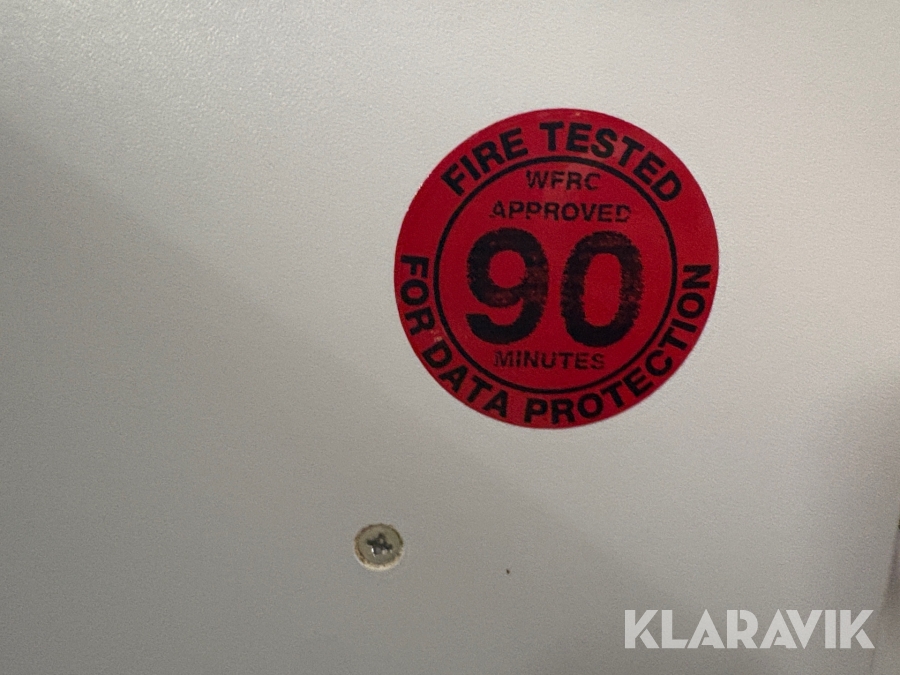 FIRE TESTED
WFRC
APPROVED
90
MINUTES
FOR DATA PROTECTION
KLARAVIK